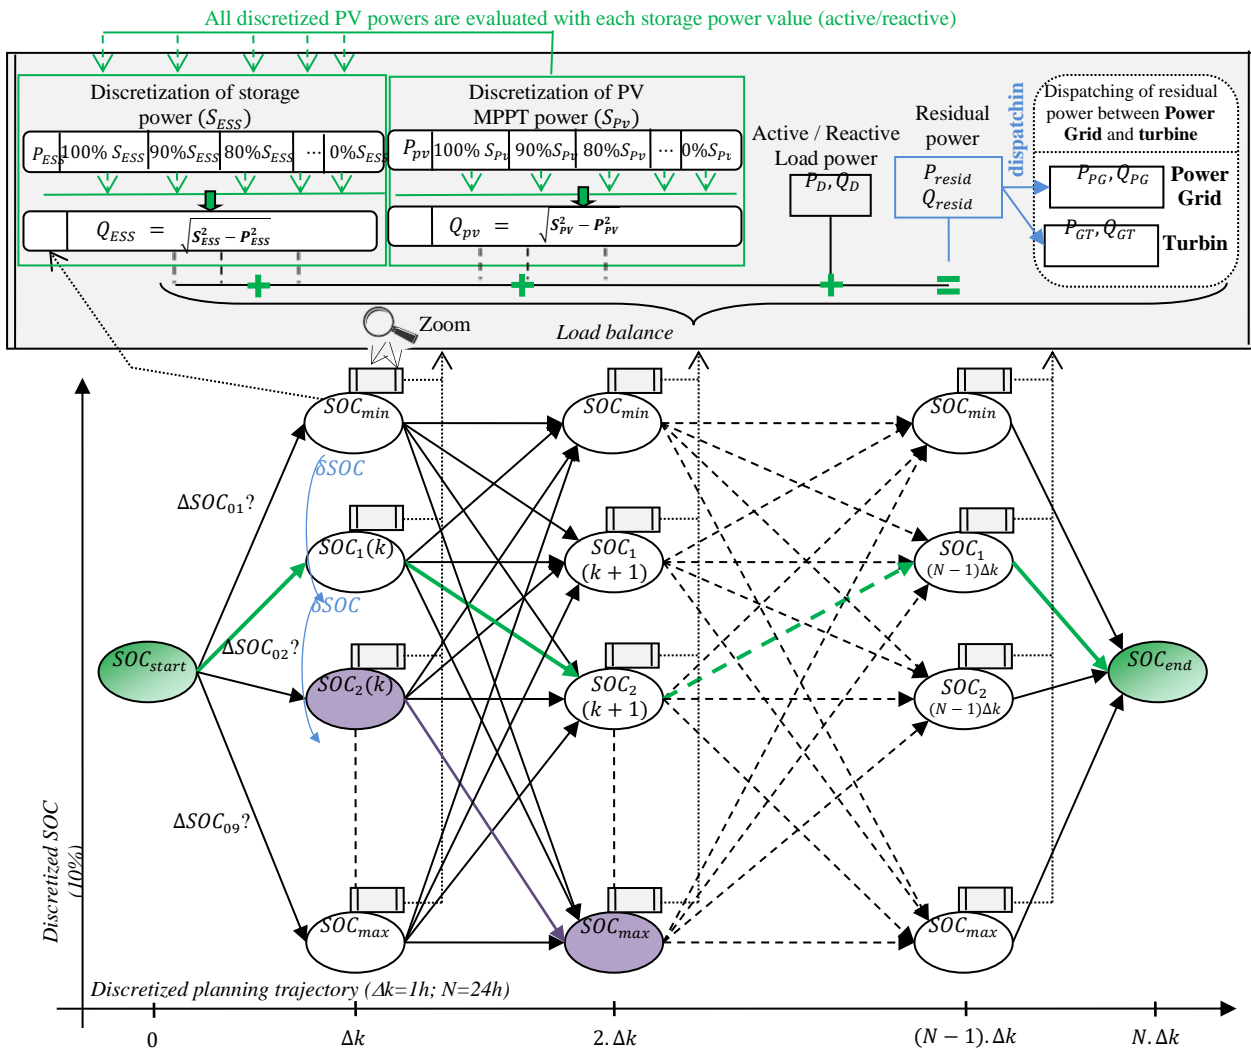 All discretized PV powers are evaluated with each storage power value (active/reactive)
Discretization of storage
power (S_ESS)
P_ESS 100% S_ESS 90%S_ESS 80%S_ESS ⋯ 0%S_ESS
Q_ESS = √S²_ESS − P²_ESS
Discretization of PV
MPPT power (S_Pv)
P_pv 100% S_Pv 90%S_Pv 80%S_Pv ⋯ 0%S_Pv
Q_pv = √S²_PV − P²_PV
Active / Reactive
Load power
P_D, Q_D
Residual
power
P_resid
Q_resid
dispatchin
Dispatching of residual
power between Power
Grid and turbine
P_PG, Q_PG
Power
Grid
P_GT, Q_GT
Turbin
+ + + =
Zoom
Load balance
SOC_min
SOC_min
SOC_min
δSOC
ΔSOC_01?
SOC_1(k)
SOC_1
(k + 1)
SOC_1
(N−1)Δk
δSOC
ΔSOC_02?
SOC_start
SOC_2(k)
SOC_2
(k + 1)
SOC_2
(N−1)Δk
SOC_end
ΔSOC_09?
SOC_max
SOC_max
SOC_max
Discretized SOC
(10%)
Discretized planning trajectory (Δk=1h; N=24h)
0
Δk
2. Δk
(N − 1). Δk
N. Δk